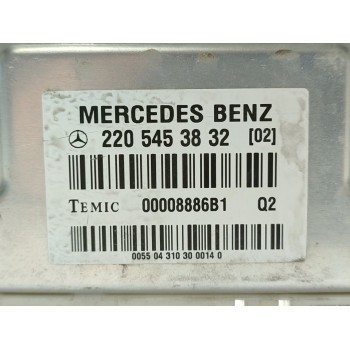 MERCEDES BENZ
220 545 38 32 [02]
TEMIC 00008886B1 Q2
0055 04 310 30 0014 0